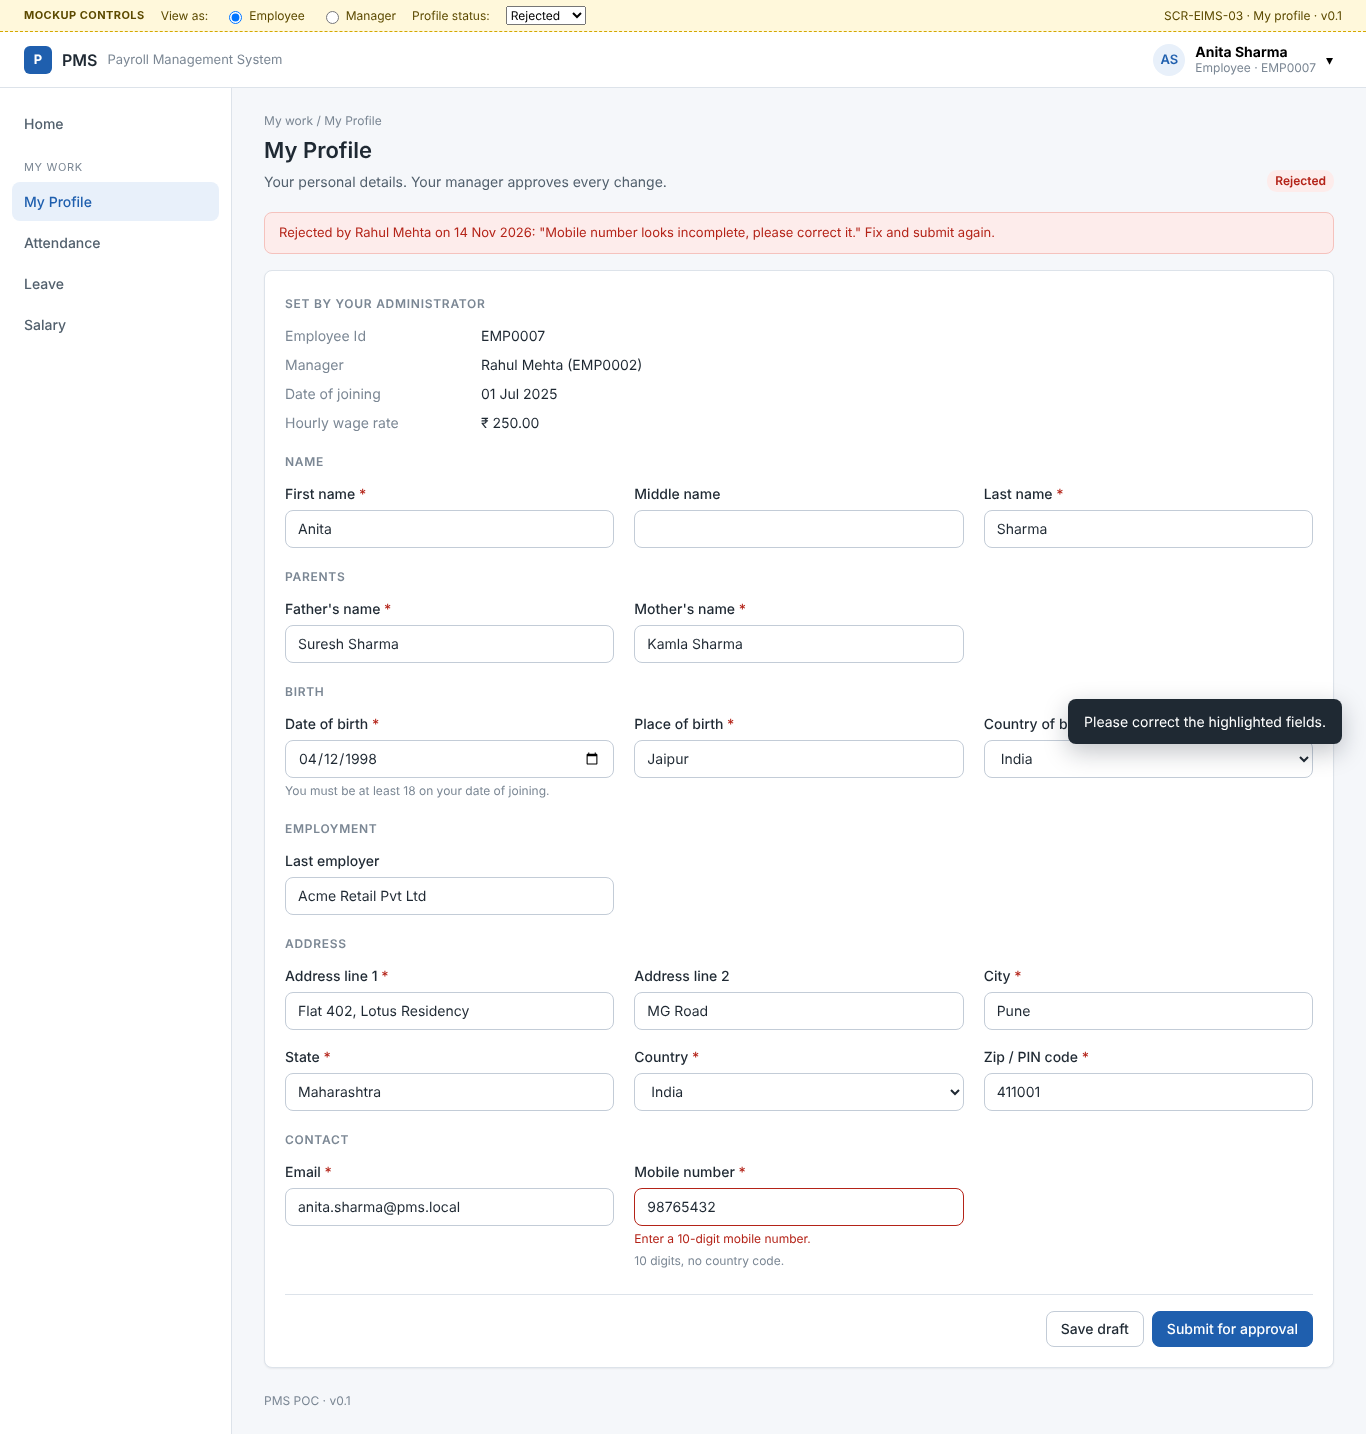 MOCKUP CONTROLS View as: Employee Manager Profile status: Rejected SCR-EIMS-03 · My profile · v0.1
P PMS Payroll Management System
AS Anita Sharma
Employee · EMP0007
Home
MY WORK
My Profile
Attendance
Leave
Salary
My work / My Profile
My Profile
Your personal details. Your manager approves every change.
Rejected
Rejected by Rahul Mehta on 14 Nov 2026: "Mobile number looks incomplete, please correct it." Fix and submit again.
SET BY YOUR ADMINISTRATOR
Employee Id EMP0007
Manager Rahul Mehta (EMP0002)
Date of joining 01 Jul 2025
Hourly wage rate ₹ 250.00
NAME
First name * Middle name Last name *
Anita Sharma
PARENTS
Father's name * Mother's name *
Suresh Sharma Kamla Sharma
BIRTH
Date of birth * Place of birth * Country of b
Please correct the highlighted fields.
04/12/1998 Jaipur India
You must be at least 18 on your date of joining.
EMPLOYMENT
Last employer
Acme Retail Pvt Ltd
ADDRESS
Address line 1 * Address line 2 City *
Flat 402, Lotus Residency MG Road Pune
State * Country * Zip / PIN code *
Maharashtra India 411001
CONTACT
Email * Mobile number *
anita.sharma@pms.local 98765432
Enter a 10-digit mobile number.
10 digits, no country code.
Save draft Submit for approval
PMS POC · v0.1